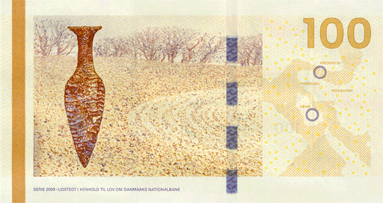 100
SERIE 2009 · UDSTEDT I HENHOLD TIL LOV OM DANMARKS NATIONALBANK